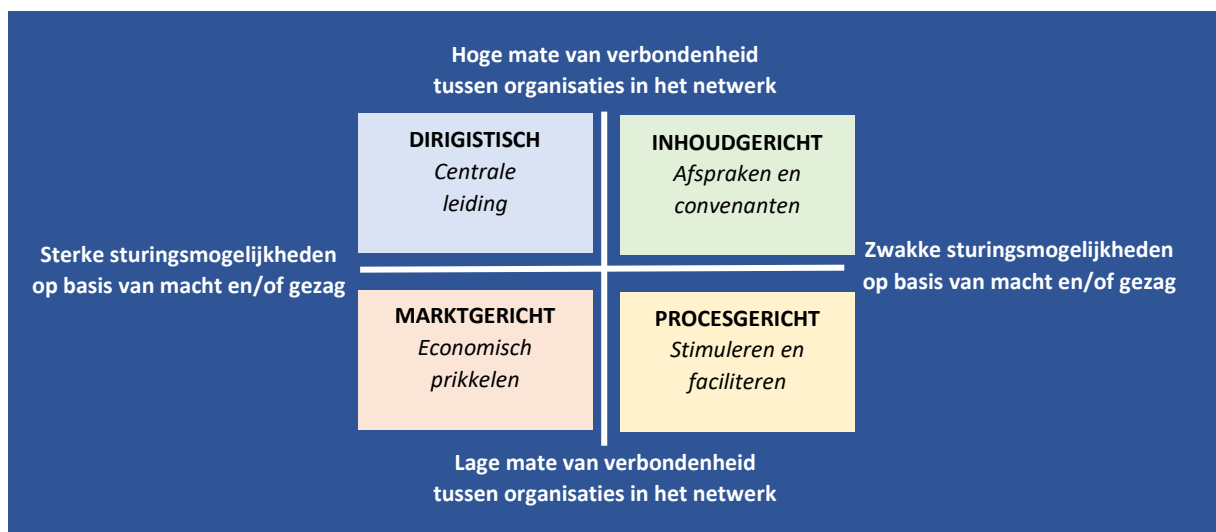 Hoge mate van verbondenheid
tussen organisaties in het netwerk
DIRIGISTISCH
Centrale
leiding
INHOUDGERICHT
Afspraken en
convenanten
Sterke sturingsmogelijkheden
op basis van macht en/of gezag
Zwakke sturingsmogelijkheden
op basis van macht en/of gezag
MARKTGERICHT
Economisch
prikkelen
PROCESGERICHT
Stimuleren en
faciliteren
Lage mate van verbondenheid
tussen organisaties in het netwerk